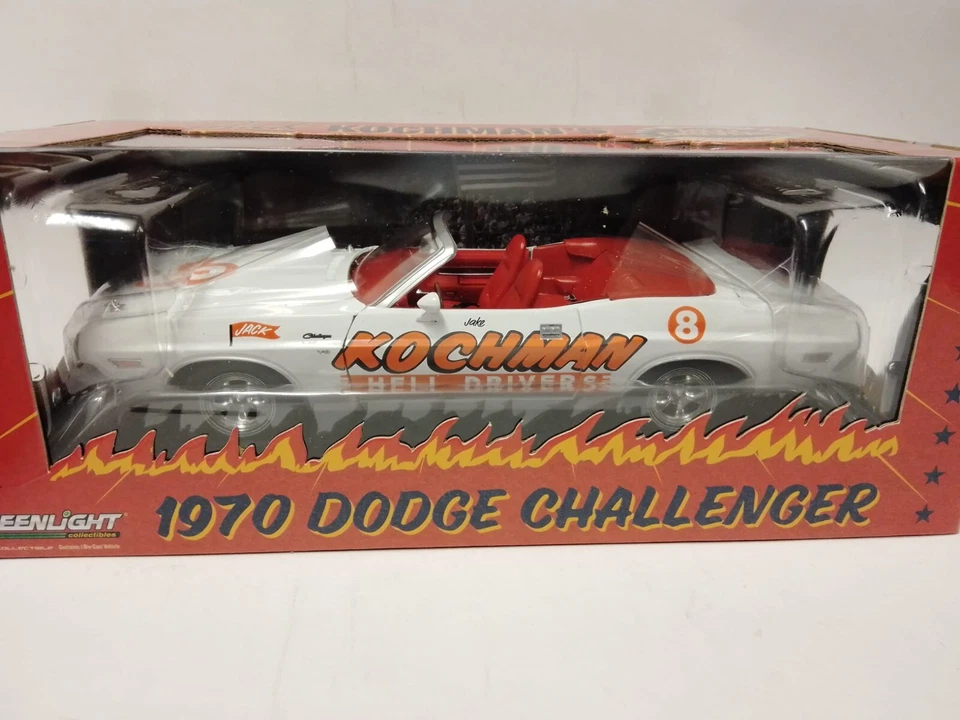 KOCHMAN
JACK
Challenger
Jake
8
KOCHMAN
HELL DRIVERS
1970 DODGE CHALLENGER
EENLiGHT®
collectibles